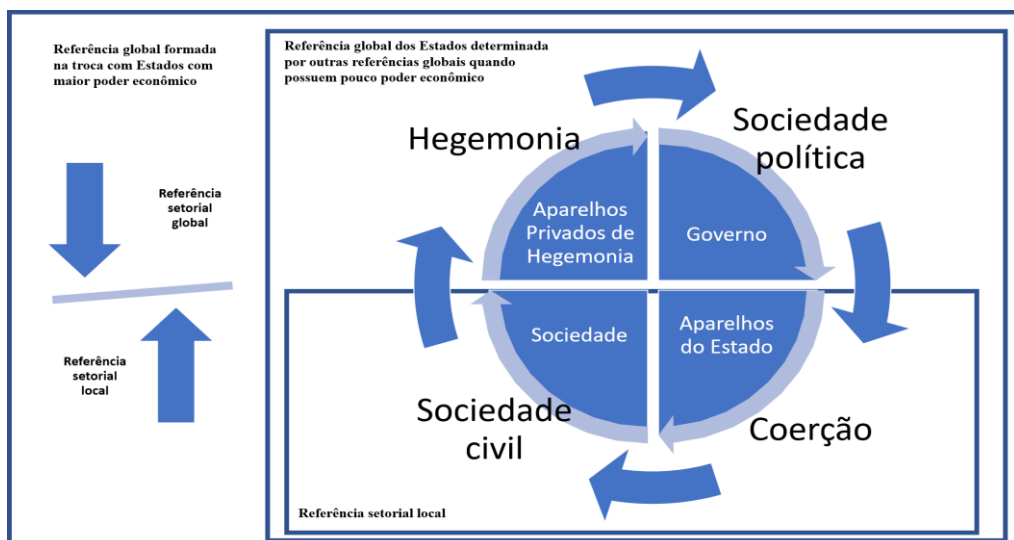 Referência global formada
na troca com Estados com
maior poder econômico
Referência
setorial
global
Referência
setorial
local
Referência global dos Estados determinada
por outras referências globais quando
possuem pouco poder econômico
Hegemonia
Sociedade
política
Aparelhos
Privados de
Hegemonia
Governo
Sociedade
Aparelhos
do Estado
Sociedade
civil
Coerção
Referência setorial local